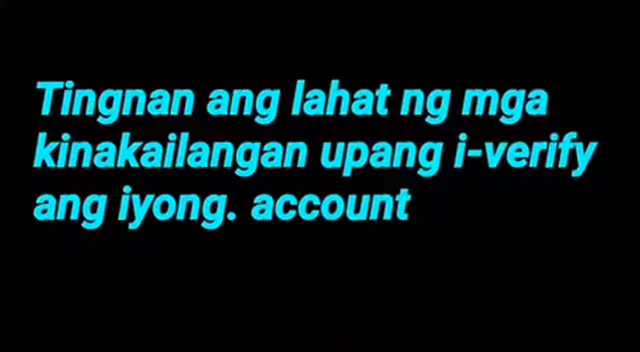 Tingnan ang lahat ng mga
kinakailangan upang i-verify
ang iyong. account